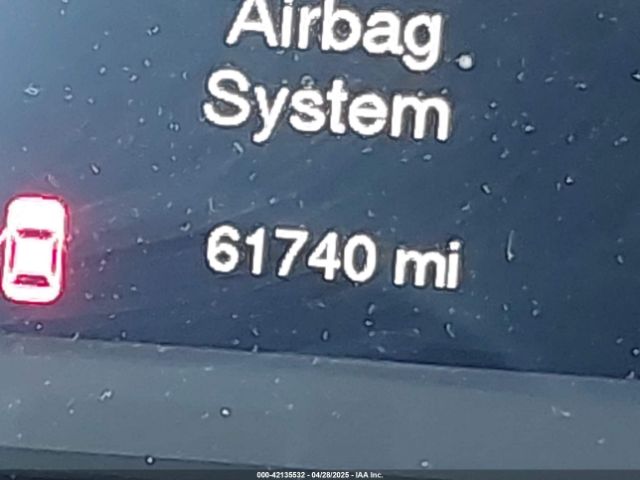 Airbag
System
61740 mi
000-42135532 - 04/28/2025 - IAA Inc.